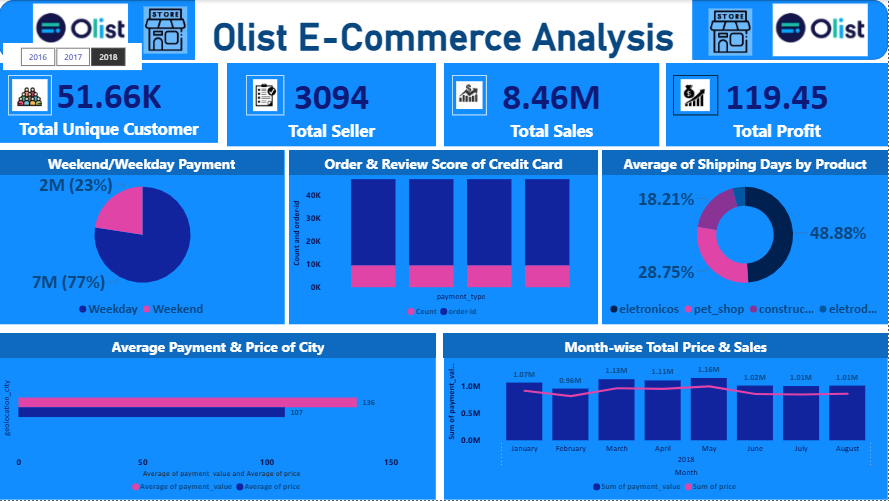 Olist
STORE
Olist E-Commerce Analysis
STORE
Olist
2016 2017 2018
51.66K
Total Unique Customer
3094
Total Seller
8.46M
Total Sales
119.45
Total Profit
Weekend/Weekday Payment
2M (23%)
7M (77%)
Weekday Weekend
Order & Review Score of Credit Card
Count and order-id
40K
30K
20K
10K
0K
payment_type
Count order-id
Average of Shipping Days by Product
18.21%
48.88%
28.75%
eletronicos pet_shop construc... eletrod...
Average Payment & Price of City
geolocation_city
136
107
0 50 100 150
Average of payment_value and Average of price
Average of payment_value Average of price
Month-wise Total Price & Sales
Sum of payment_val...
1.0M
0.5M
0.0M
1.07M 0.96M 1.13M 1.11M 1.16M 1.02M 1.01M 1.01M
January February March April May June July August
2018
Month
Sum of payment_value Sum of price